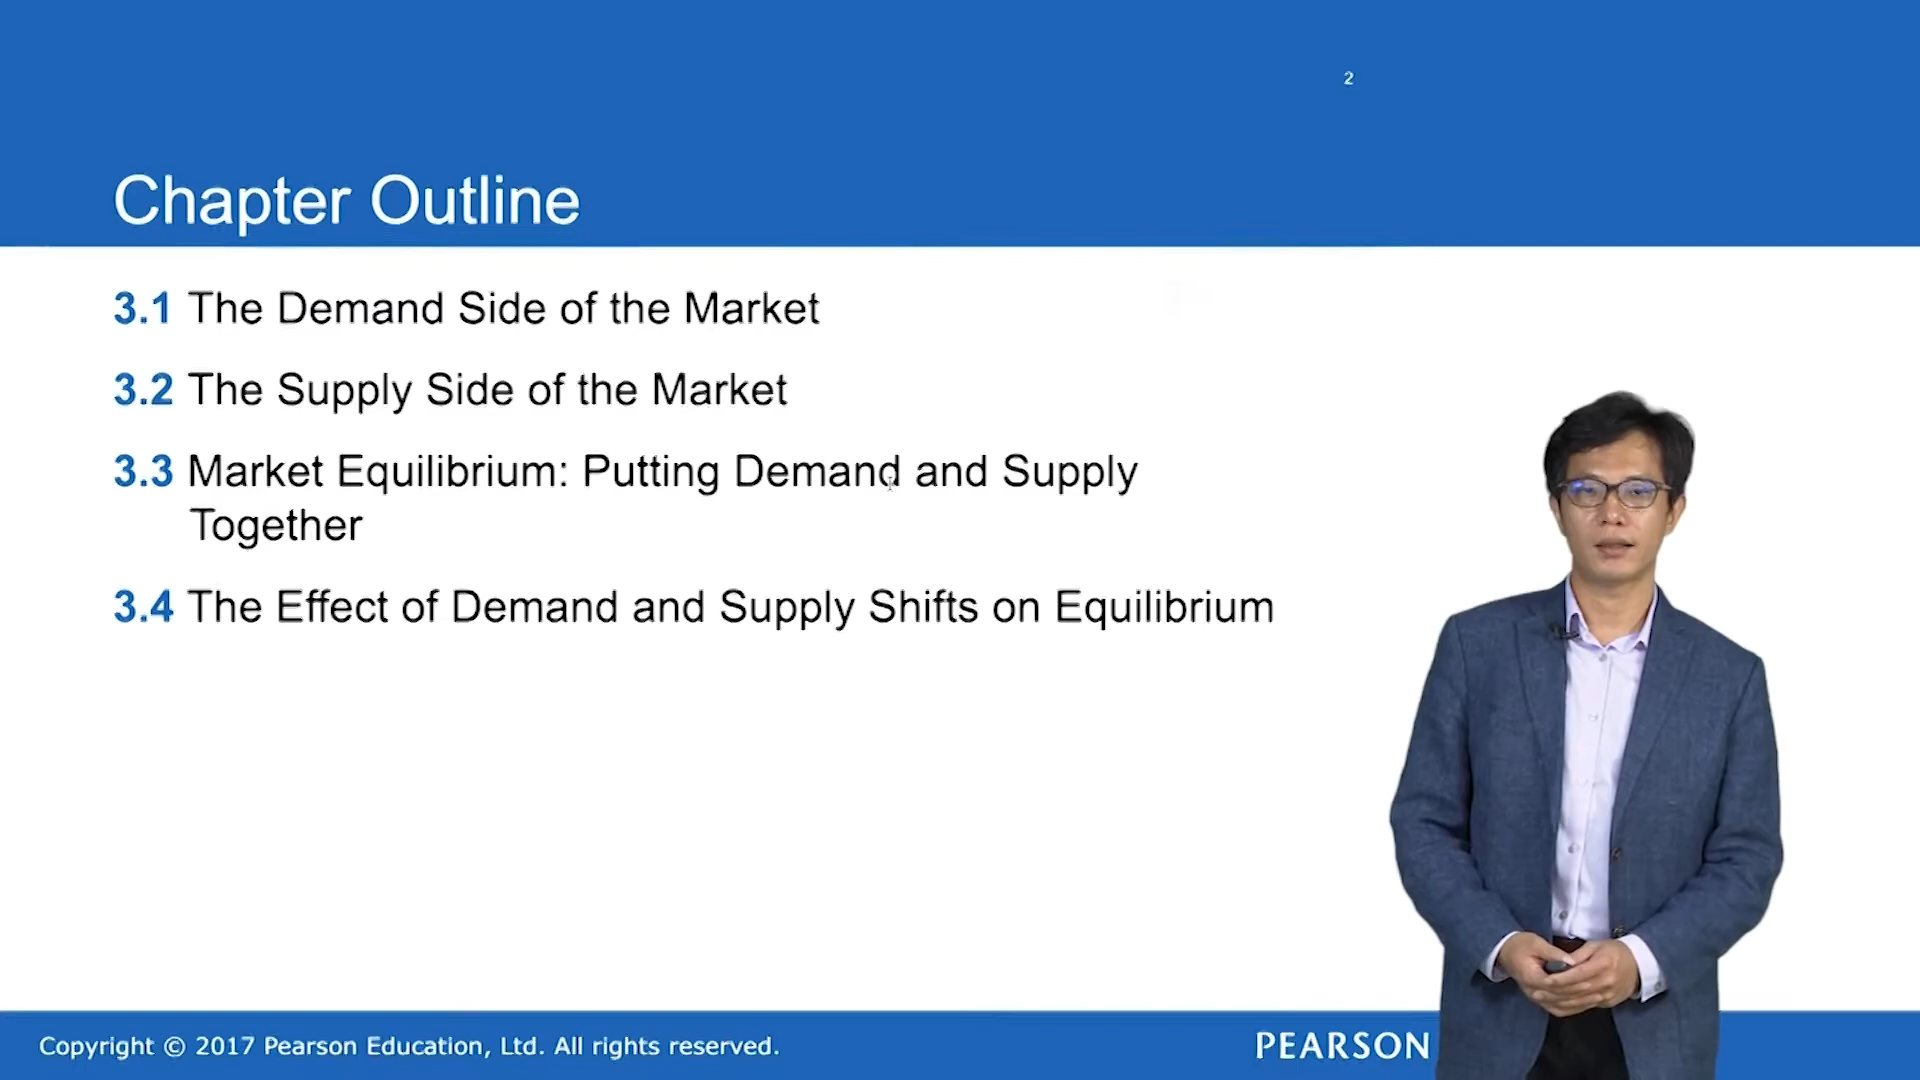 2
Chapter Outline
3.1 The Demand Side of the Market
3.2 The Supply Side of the Market
3.3 Market Equilibrium: Putting Demand and Supply
Together
3.4 The Effect of Demand and Supply Shifts on Equilibrium
Copyright © 2017 Pearson Education, Ltd. All rights reserved.
PEARSON